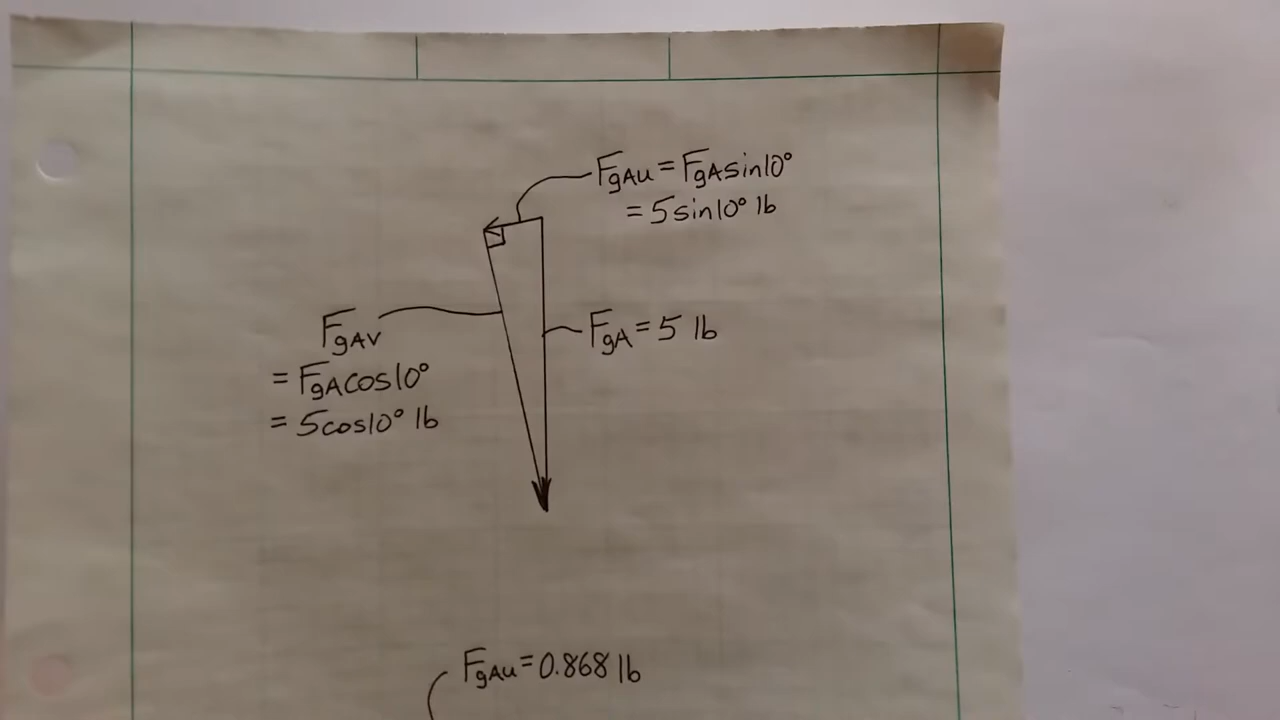 FgAu = FgAsin10°
= 5sin10° lb
FgAv
= FgAcos10°
= 5cos10° lb
FgA = 5 lb
FgAu = 0.868 lb